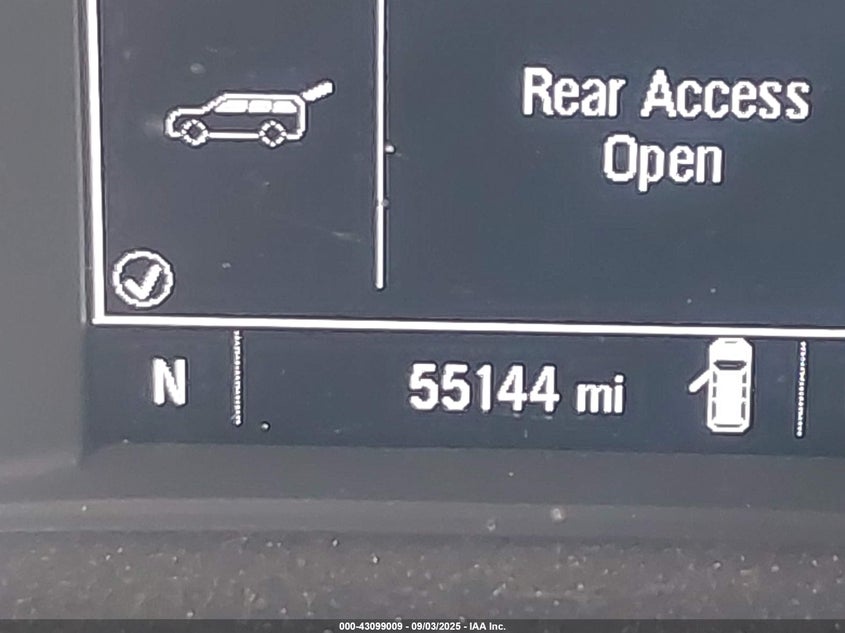 Rear Access
Open
N
55144 mi
000-43099009 - 09/03/2025 - IAA Inc.